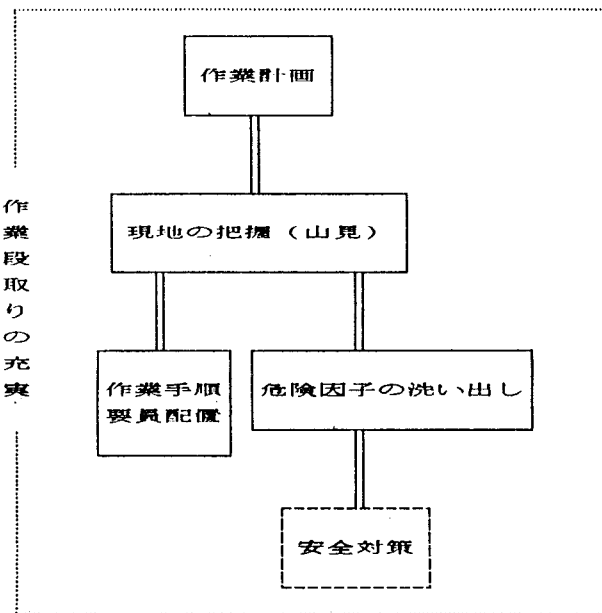 作業計画
現地の把握（山見）
作業段取りの充実
作業手順
要員配置
危険因子の洗い出し
安全対策